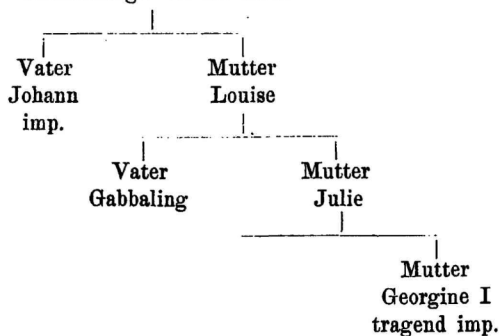 Vater Mutter
Johann Louise
imp.
Vater Mutter
Gabbaling Julie
Mutter
Georgine I
tragend imp.